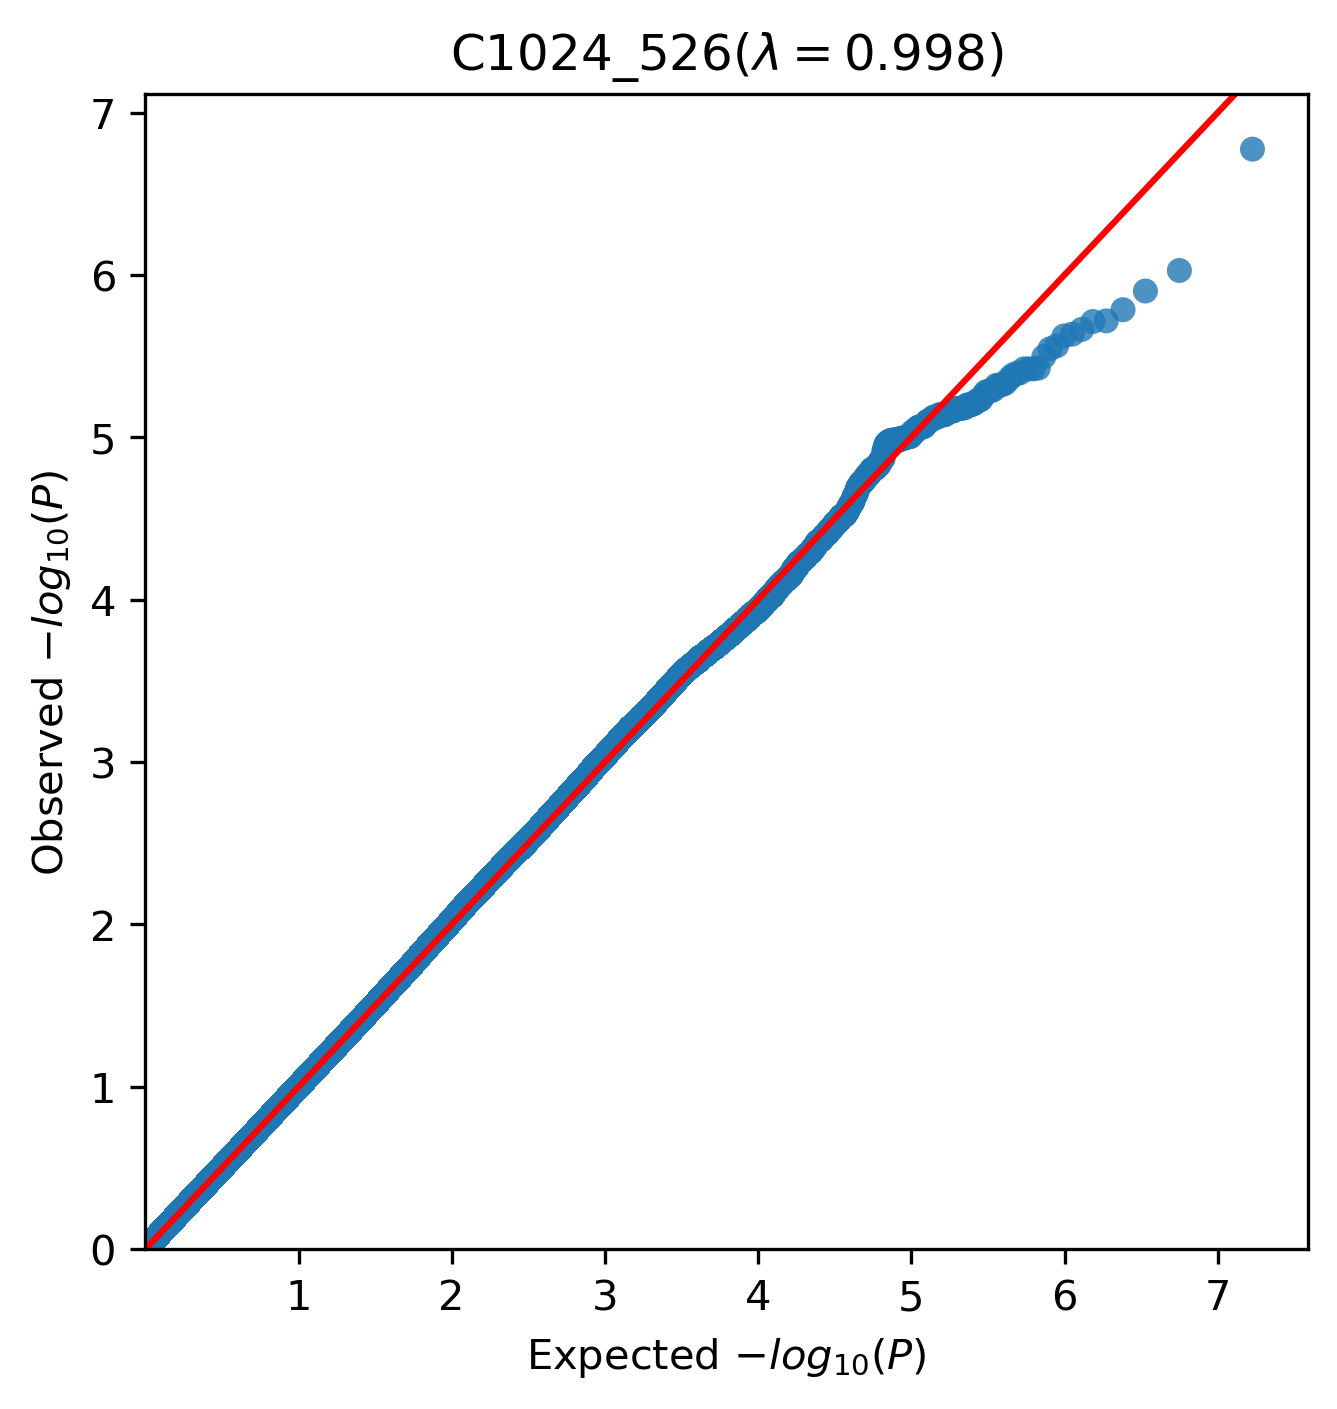 C1024_526(λ = 0.998)
7
6
5
4
3
2
1
0
Observed −log₁₀(P)
1 2 3 4 5 6 7
Expected −log₁₀(P)